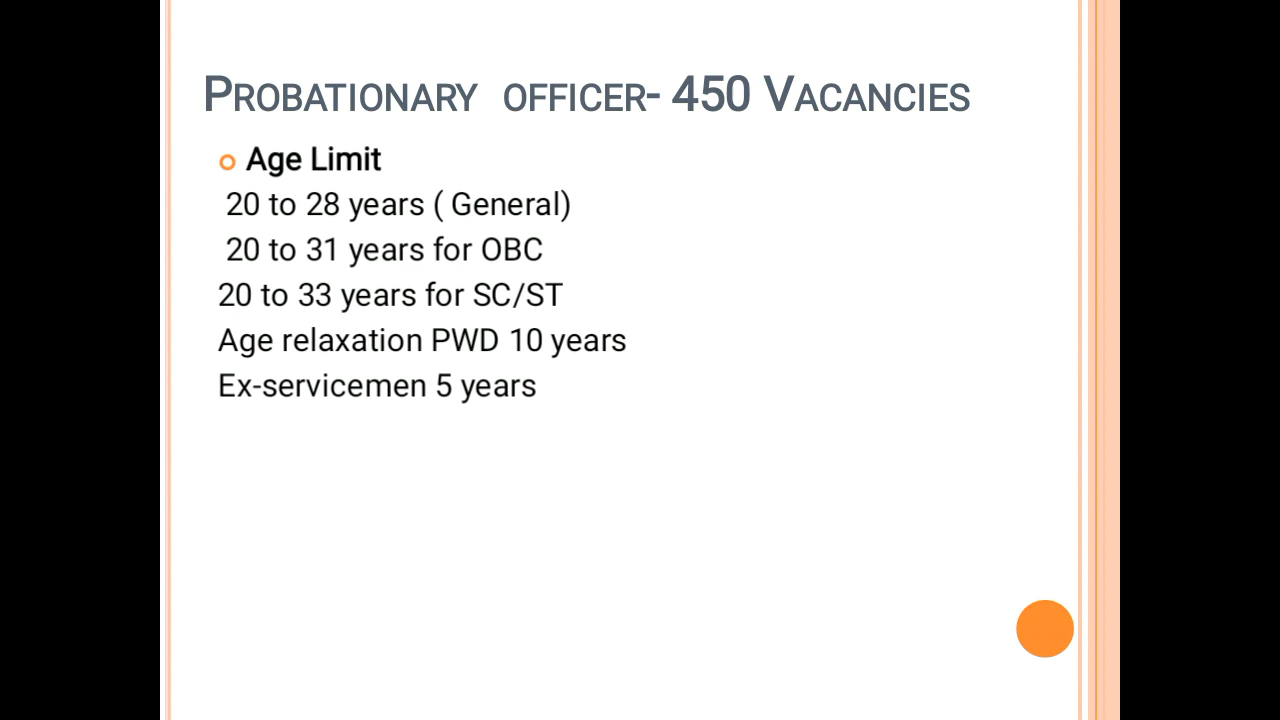 Probationary officer- 450 Vacancies
Age Limit
20 to 28 years ( General)
20 to 31 years for OBC
20 to 33 years for SC/ST
Age relaxation PWD 10 years
Ex-servicemen 5 years